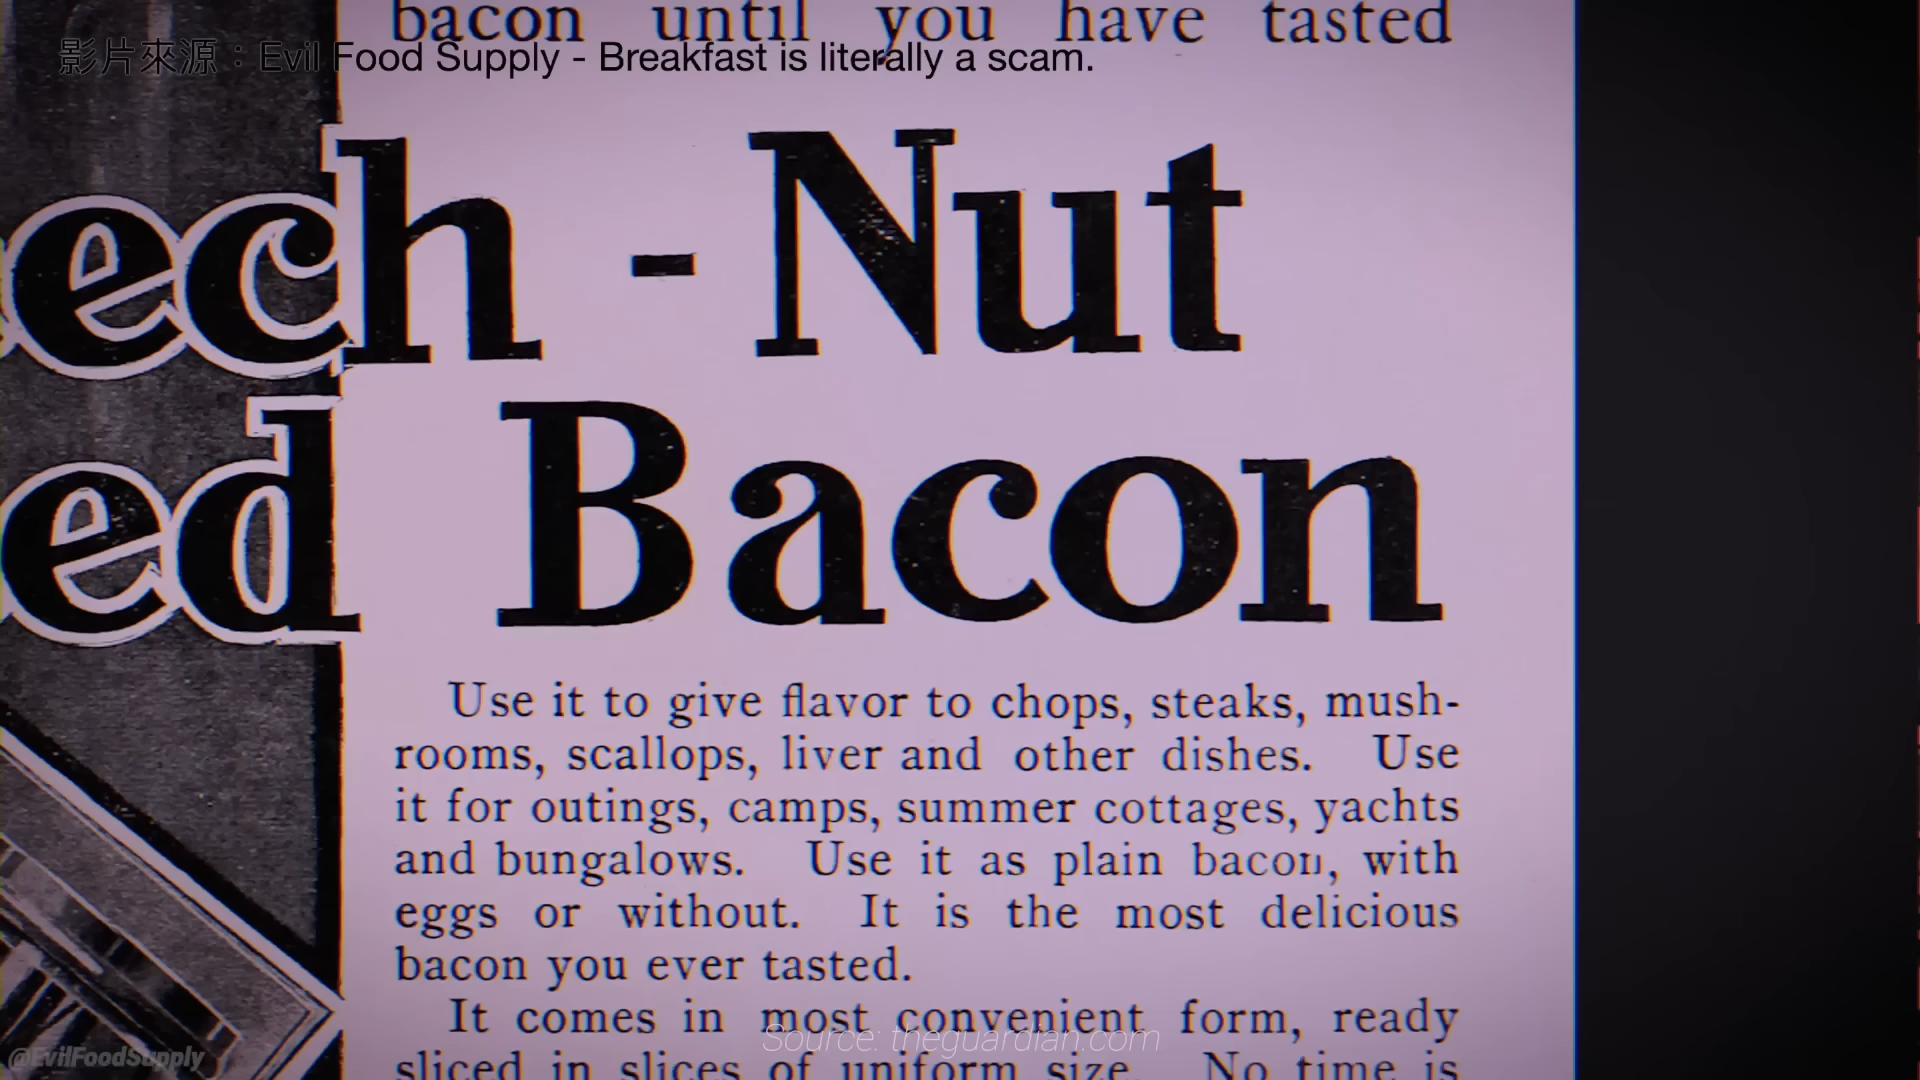 bacon until you have tasted
影片來源：Evil Food Supply - Breakfast is literally a scam.
ech - Nut
ed Bacon
Use it to give flavor to chops, steaks, mush-
rooms, scallops, liver and other dishes. Use
it for outings, camps, summer cottages, yachts
and bungalows. Use it as plain bacon, with
eggs or without. It is the most delicious
bacon you ever tasted.
It comes in most convenient form, ready
Source: theguardian.com
sliced in slices of uniform size. No time is
@EvilFoodSupply